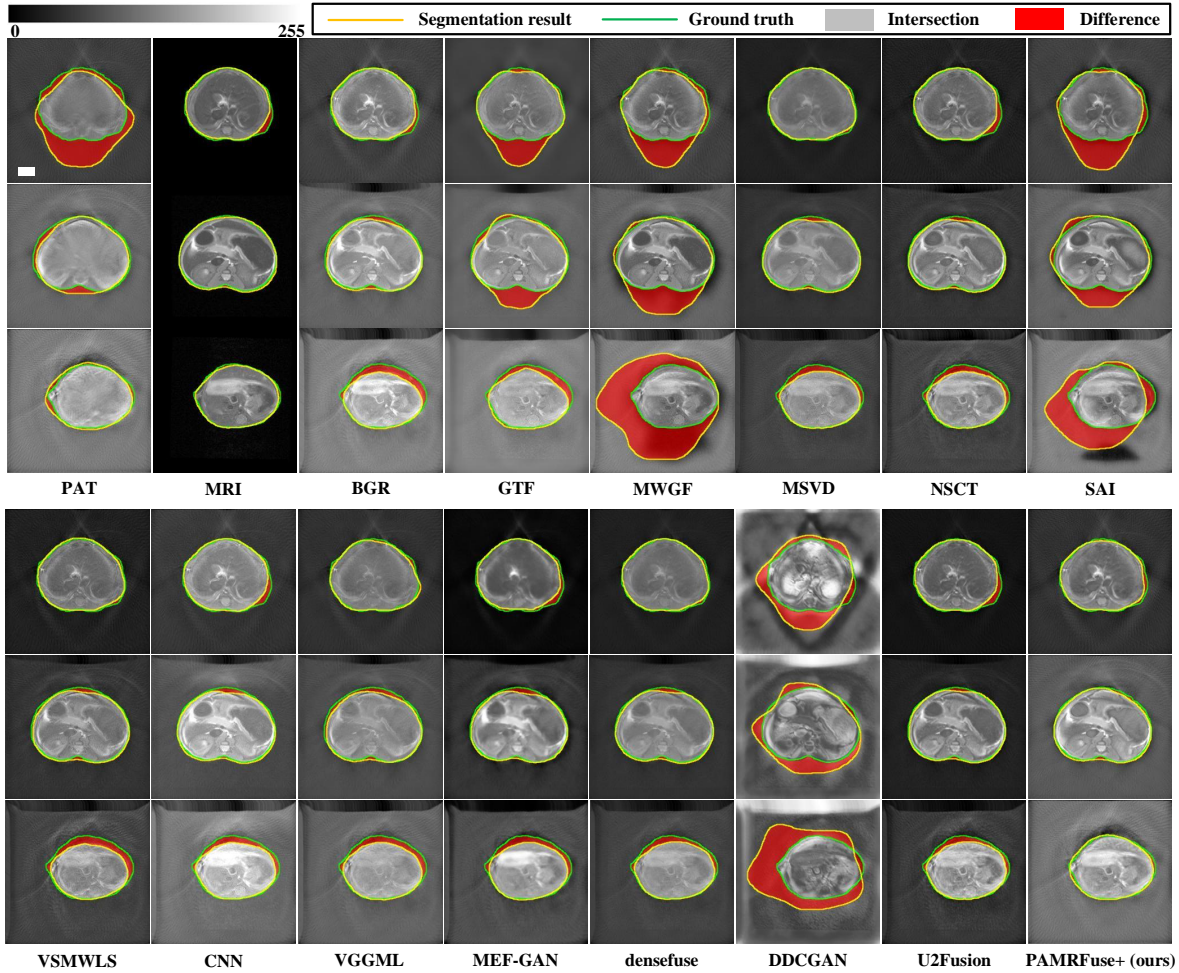 0 255
Segmentation result Ground truth Intersection Difference
PAT MRI BGR GTF MWGF MSVD NSCT SAI
VSMWLS CNN VGGML MEF-GAN densefuse DDCGAN U2Fusion PAMRFuse+ (ours)